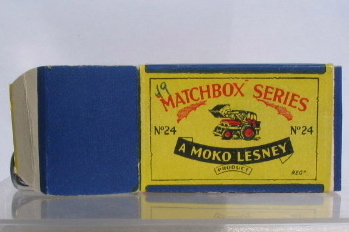 49
MATCHBOX SERIES
Nº24 Nº24
A MOKO LESNEY
PRODUCT
REGD